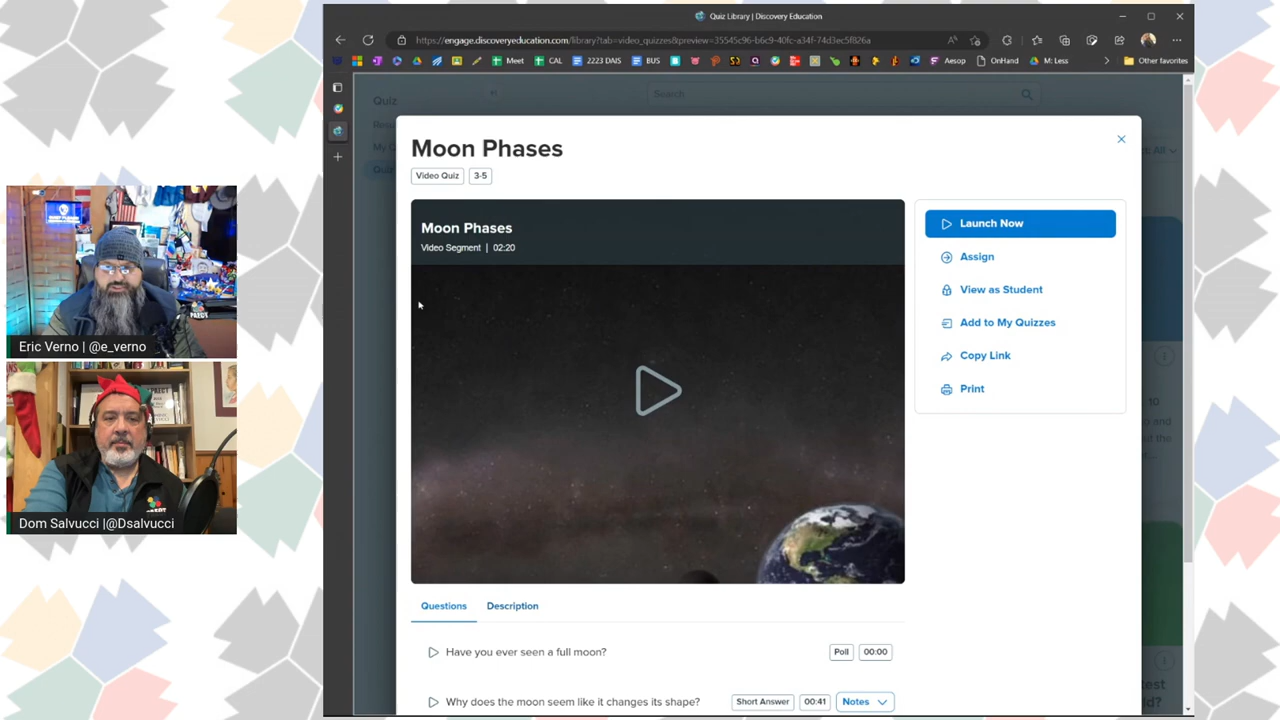 Quiz Library | Discovery Education
https://engage.discoveryeducation.com/library?tab=video_quizzes&preview=35545c96-b6c9-40fc-a34f-74d3ec5f826a
Meet
CAL
2223 DAIS
BUS
Aesop
OnHand
M: Less
Other favorites
Quiz
Search
Moon Phases
Video Quiz
3-5
Moon Phases
Video Segment | 02:20
Launch Now
Assign
View as Student
Add to My Quizzes
Copy Link
Print
Eric Verno | @e_verno
Dom Salvucci |@Dsalvucci
Questions
Description
Have you ever seen a full moon?
Poll
00:00
Why does the moon seem like it changes its shape?
Short Answer
00:41
Notes